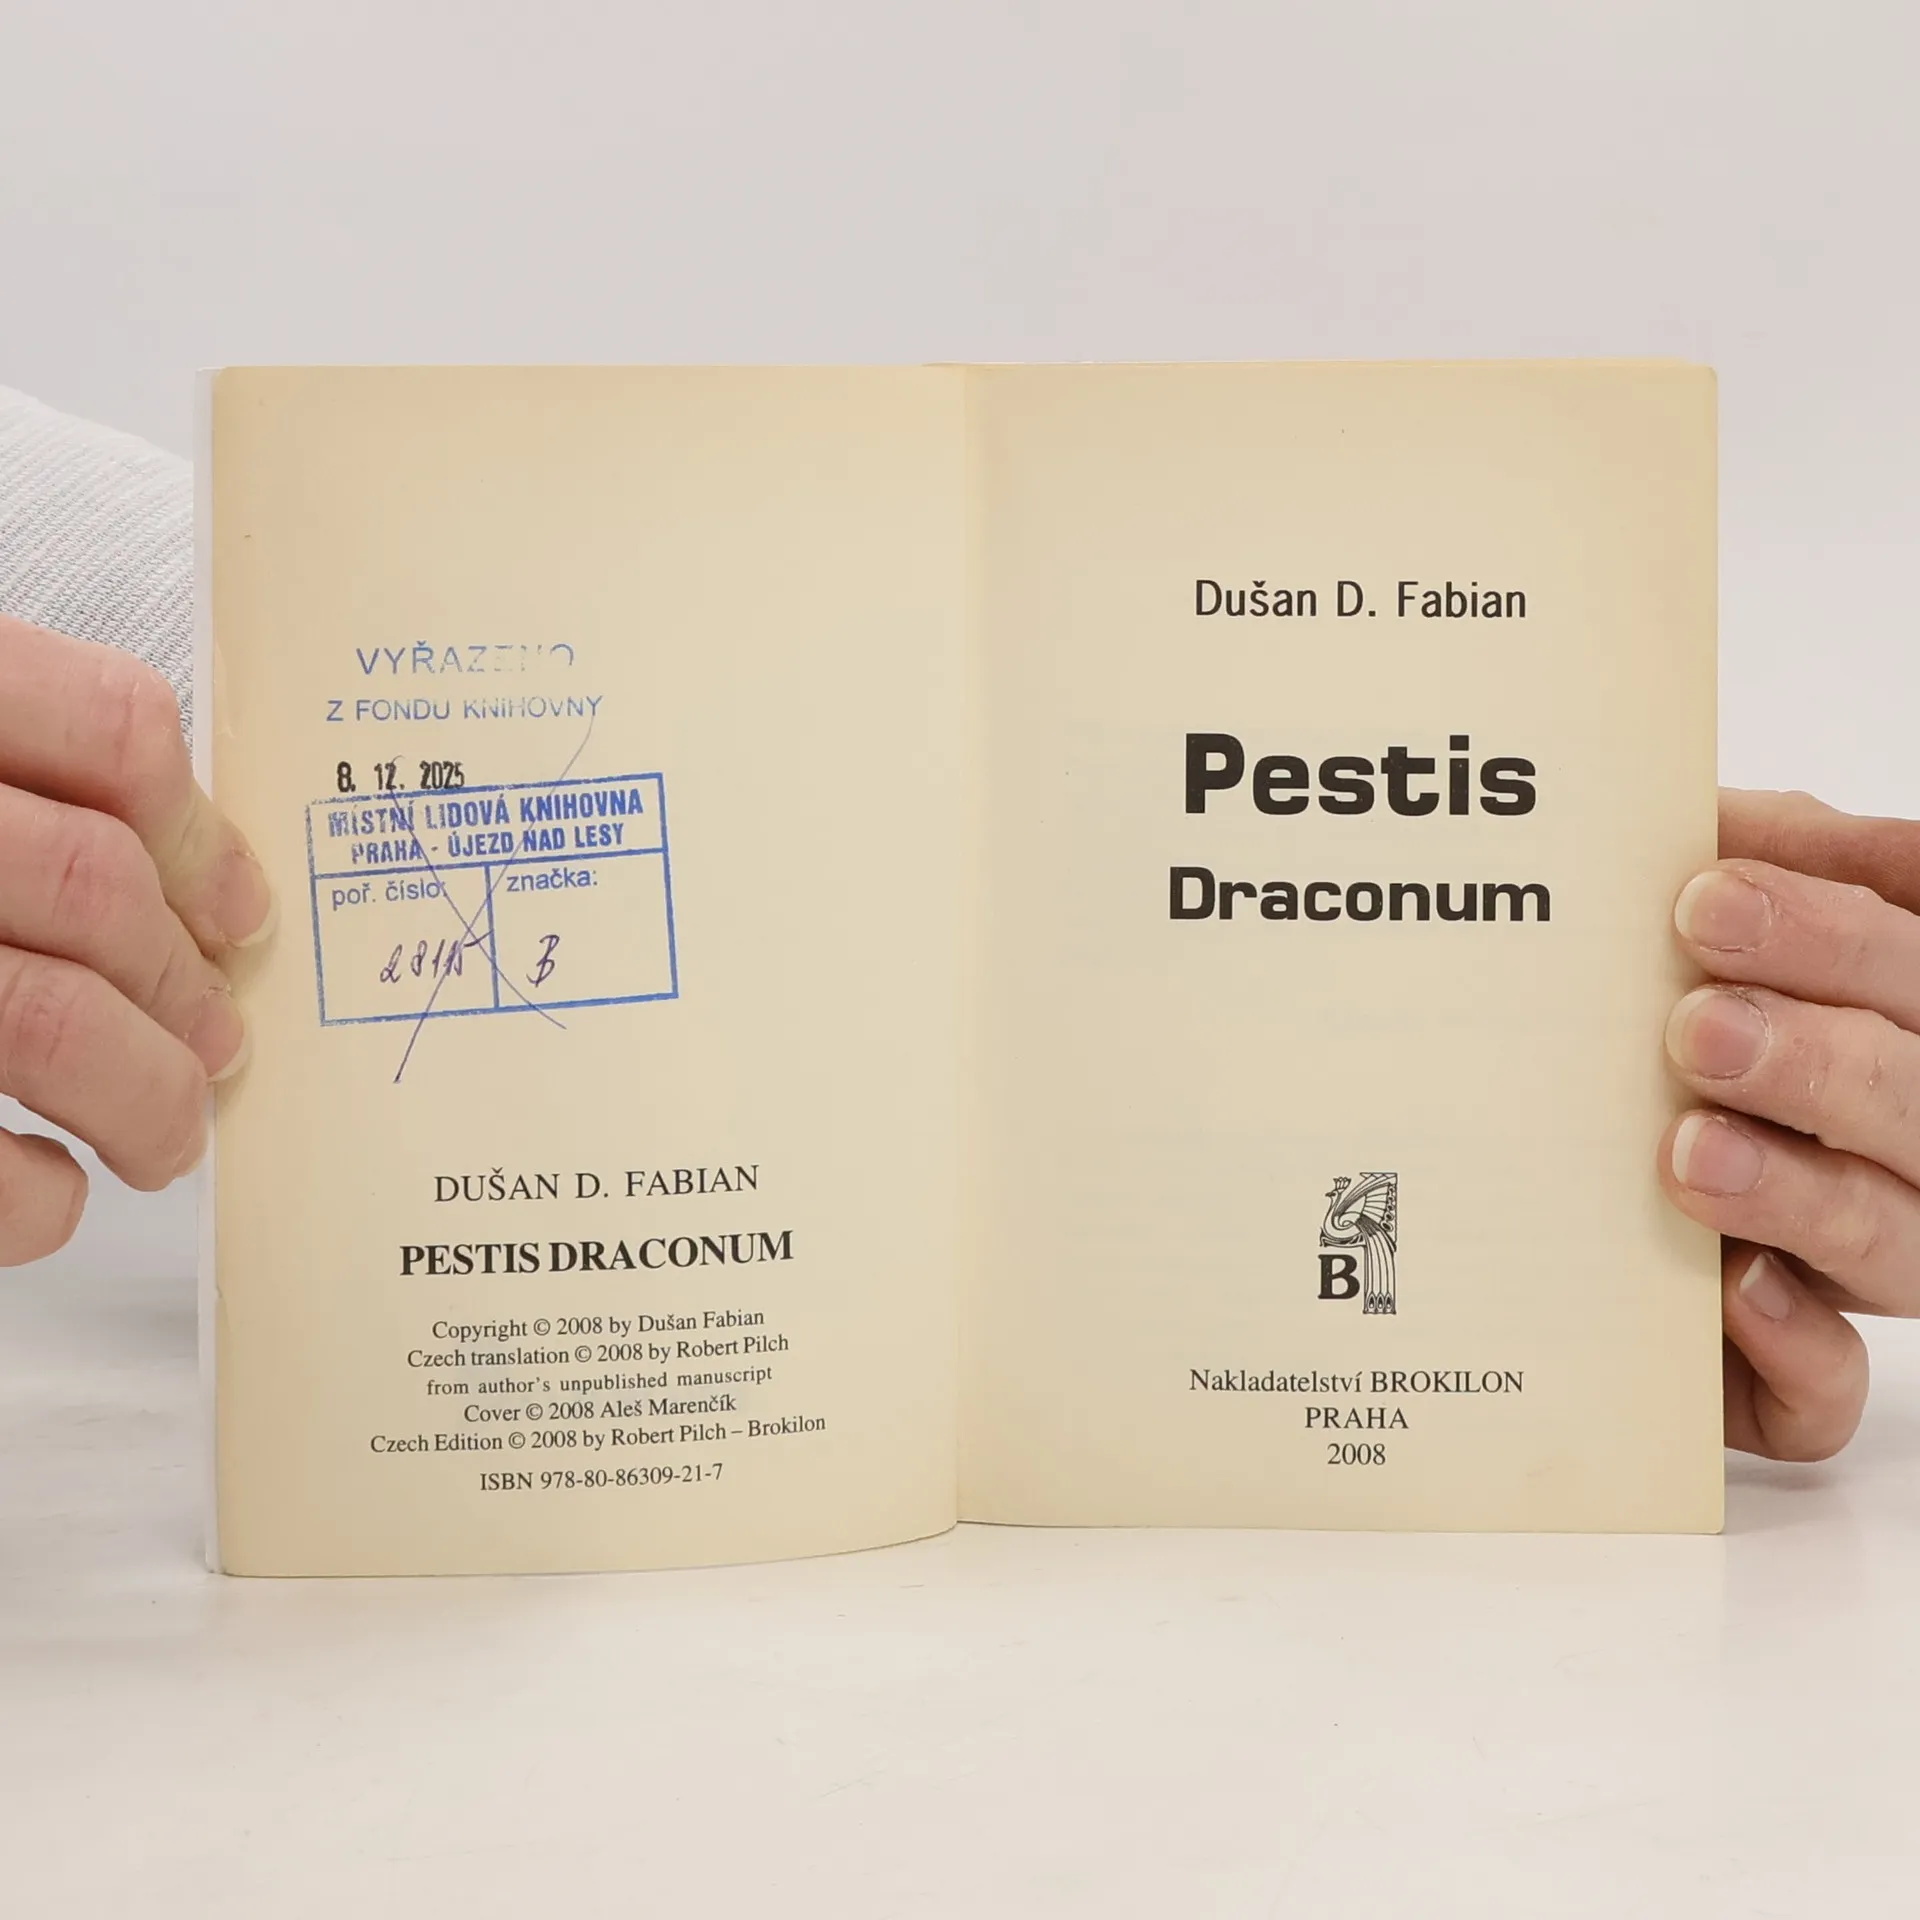 VYŘAZENO
Z FONDU KNIHOVNY
8. 12. 2025
MÍSTNÍ LIDOVÁ KNIHOVNA
PRAHA - ÚJEZD NAD LESY
poř. číslo: značka:
28115 B
DUŠAN D. FABIAN
PESTIS DRACONUM
Copyright © 2008 by Dušan Fabian
Czech translation © 2008 by Robert Pilch
from author's unpublished manuscript
Cover © 2008 Aleš Marenčík
Czech Edition © 2008 by Robert Pilch – Brokilon
ISBN 978-80-86309-21-7
Dušan D. Fabian
Pestis
Draconum
B
Nakladatelství BROKILON
PRAHA
2008